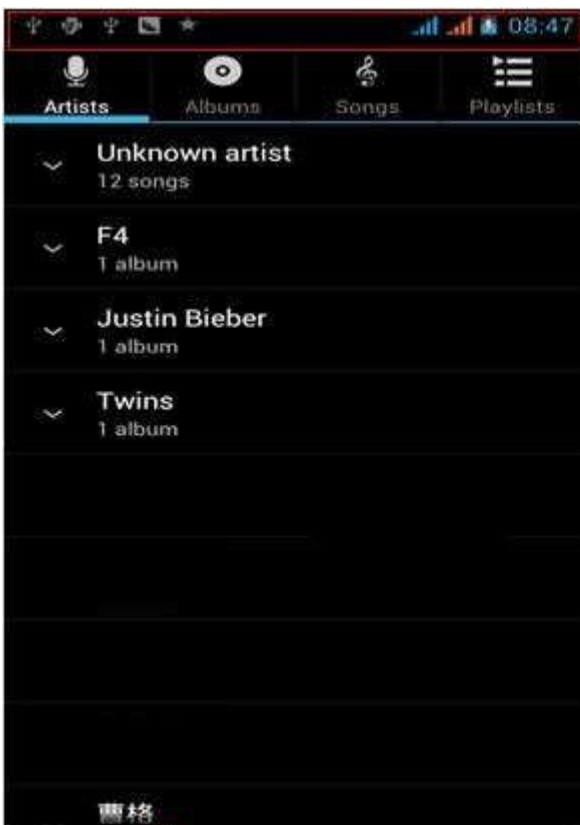 08:47
Artists Albums Songs Playlists
Unknown artist
12 songs
F4
1 album
Justin Bieber
1 album
Twins
1 album
曹格